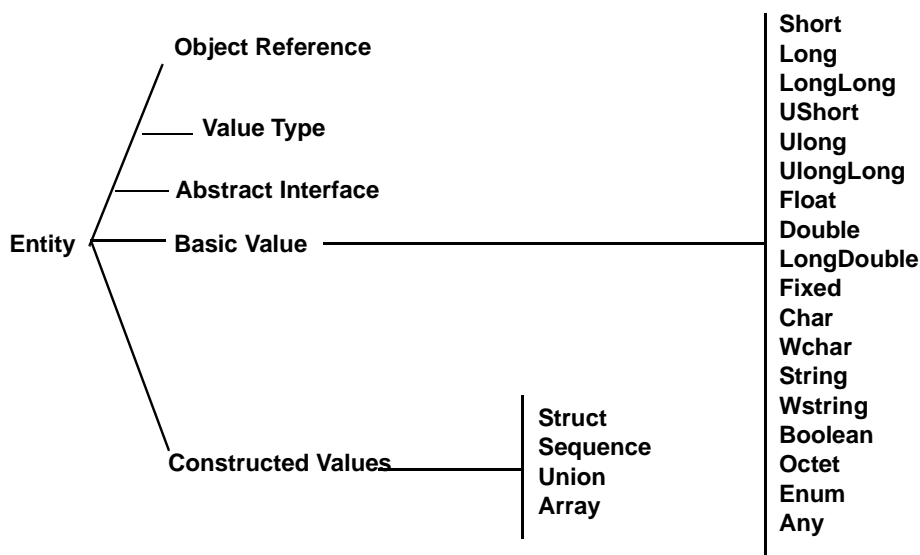 Object Reference
Value Type
Abstract Interface
Entity
Basic Value
Constructed Values
Struct
Sequence
Union
Array
Short
Long
LongLong
UShort
Ulong
UlongLong
Float
Double
LongDouble
Fixed
Char
Wchar
String
Wstring
Boolean
Octet
Enum
Any